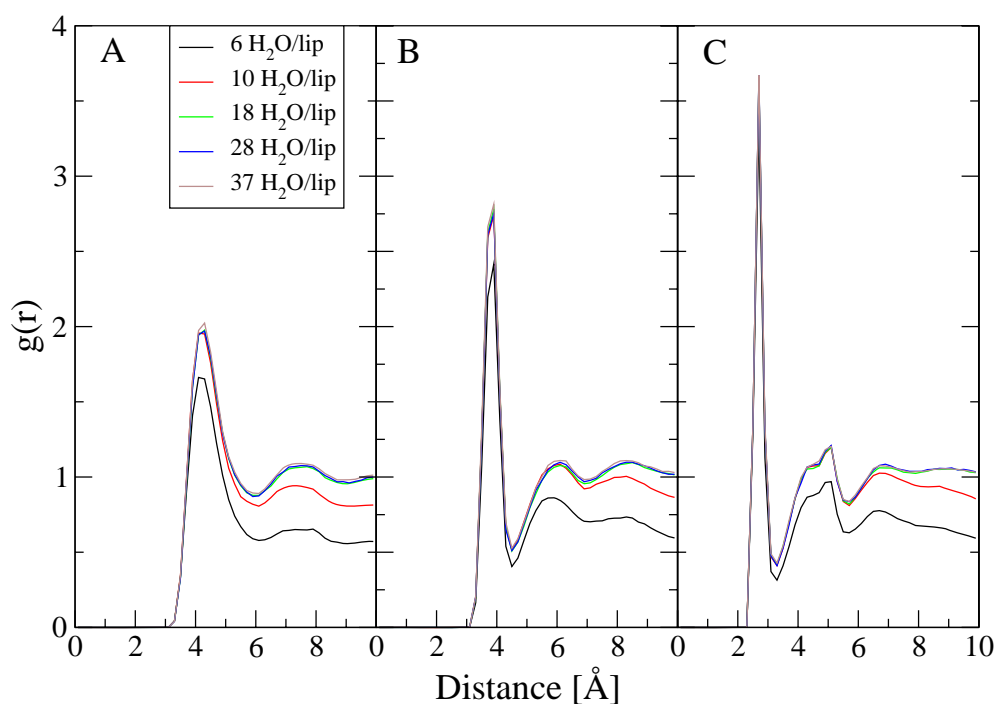 A
6 H₂O/lip
10 H₂O/lip
18 H₂O/lip
28 H₂O/lip
37 H₂O/lip
B
C
4
3
2
1
0
g(r)
0 2 4 6 8 0 2 4 6 8 0 2 4 6 8 10
Distance [Å]